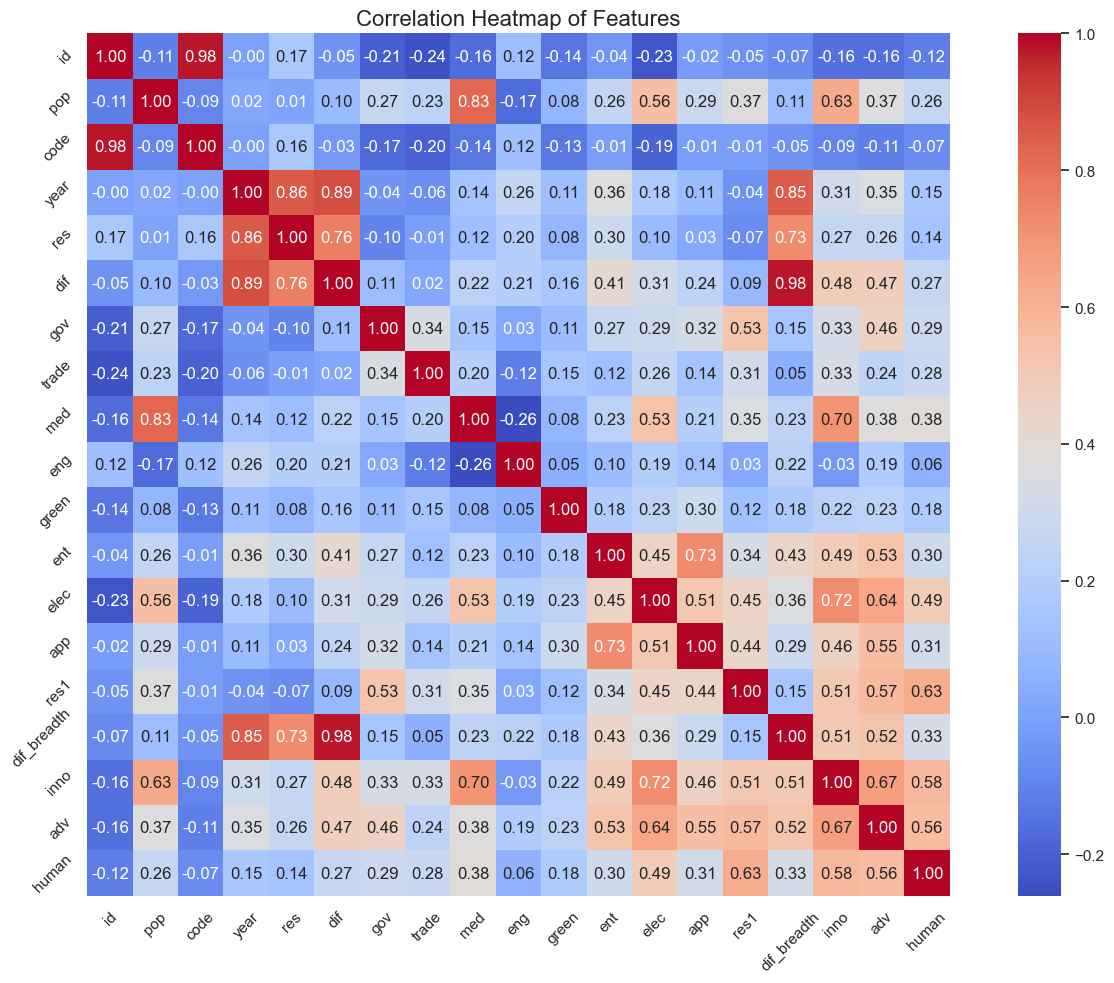 Correlation Heatmap of Features
id 1.00 -0.11 0.98 -0.00 0.17 -0.05 -0.21 -0.24 -0.16 0.12 -0.14 -0.04 -0.23 -0.02 -0.05 -0.07 -0.16 -0.16 -0.12
pop -0.11 1.00 -0.09 0.02 0.01 0.10 0.27 0.23 0.83 -0.17 0.08 0.26 0.56 0.29 0.37 0.11 0.63 0.37 0.26
code 0.98 -0.09 1.00 -0.00 0.16 -0.03 -0.17 -0.20 -0.14 0.12 -0.13 -0.01 -0.19 -0.01 -0.01 -0.05 -0.09 -0.11 -0.07
year -0.00 0.02 -0.00 1.00 0.86 0.89 -0.04 -0.06 0.14 0.26 0.11 0.36 0.18 0.11 -0.04 0.85 0.31 0.35 0.15
res 0.17 0.01 0.16 0.86 1.00 0.76 -0.10 -0.01 0.12 0.20 0.08 0.30 0.10 0.03 -0.07 0.73 0.27 0.26 0.14
dif -0.05 0.10 -0.03 0.89 0.76 1.00 0.11 0.02 0.22 0.21 0.16 0.41 0.31 0.24 0.09 0.98 0.48 0.47 0.27
gov -0.21 0.27 -0.17 -0.04 -0.10 0.11 1.00 0.34 0.15 0.03 0.11 0.27 0.29 0.32 0.53 0.15 0.33 0.46 0.29
trade -0.24 0.23 -0.20 -0.06 -0.01 0.02 0.34 1.00 0.20 -0.12 0.15 0.12 0.26 0.14 0.31 0.05 0.33 0.24 0.28
med -0.16 0.83 -0.14 0.14 0.12 0.22 0.15 0.20 1.00 -0.26 0.08 0.23 0.53 0.21 0.35 0.23 0.70 0.38 0.38
eng 0.12 -0.17 0.12 0.26 0.20 0.21 0.03 -0.12 -0.26 1.00 0.05 0.10 0.19 0.14 0.03 0.22 -0.03 0.19 0.06
green -0.14 0.08 -0.13 0.11 0.08 0.16 0.11 0.15 0.08 0.05 1.00 0.18 0.23 0.30 0.12 0.18 0.22 0.23 0.18
ent -0.04 0.26 -0.01 0.36 0.30 0.41 0.27 0.12 0.23 0.10 0.18 1.00 0.45 0.73 0.34 0.43 0.49 0.53 0.30
elec -0.23 0.56 -0.19 0.18 0.10 0.31 0.29 0.26 0.53 0.19 0.23 0.45 1.00 0.51 0.45 0.36 0.72 0.64 0.49
app -0.02 0.29 -0.01 0.11 0.03 0.24 0.32 0.14 0.21 0.14 0.30 0.73 0.51 1.00 0.44 0.29 0.46 0.55 0.31
res1 -0.05 0.37 -0.01 -0.04 -0.07 0.09 0.53 0.31 0.35 0.03 0.12 0.34 0.45 0.44 1.00 0.15 0.51 0.57 0.63
dif_breadth -0.07 0.11 -0.05 0.85 0.73 0.98 0.15 0.05 0.23 0.22 0.18 0.43 0.36 0.29 0.15 1.00 0.51 0.52 0.33
inno -0.16 0.63 -0.09 0.31 0.27 0.48 0.33 0.33 0.70 -0.03 0.22 0.49 0.72 0.46 0.51 0.51 1.00 0.67 0.58
adv -0.16 0.37 -0.11 0.35 0.26 0.47 0.46 0.24 0.38 0.19 0.23 0.53 0.64 0.55 0.57 0.52 0.67 1.00 0.56
human -0.12 0.26 -0.07 0.15 0.14 0.27 0.29 0.28 0.38 0.06 0.18 0.30 0.49 0.31 0.63 0.33 0.58 0.56 1.00
id pop code year res dif gov trade med eng green ent elec app res1 dif_breadth inno adv human
1.0
0.8
0.6
0.4
0.2
0.0
−0.2